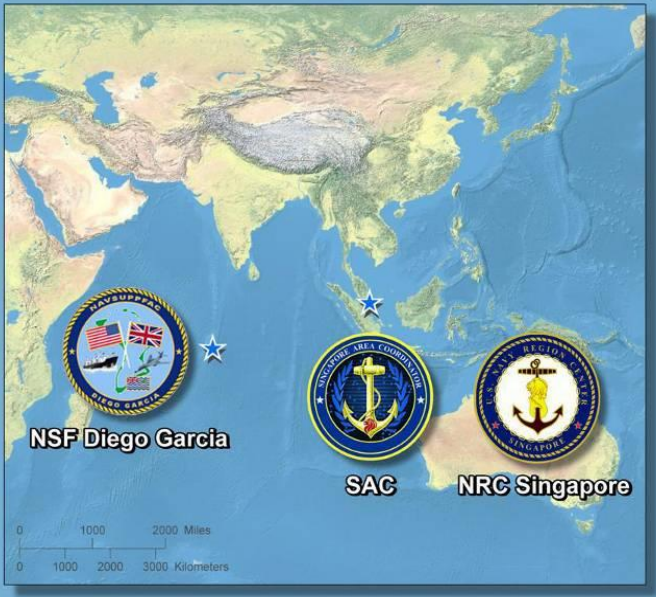 NAVSUPPFAC
DIEGO GARCIA
NSF Diego Garcia
SINGAPORE AREA COORDINATOR
SAC
U.S. NAVY REGION CENTER
SINGAPORE
NRC Singapore
0 1000 2000 Miles
0 1000 2000 3000 Kilometers